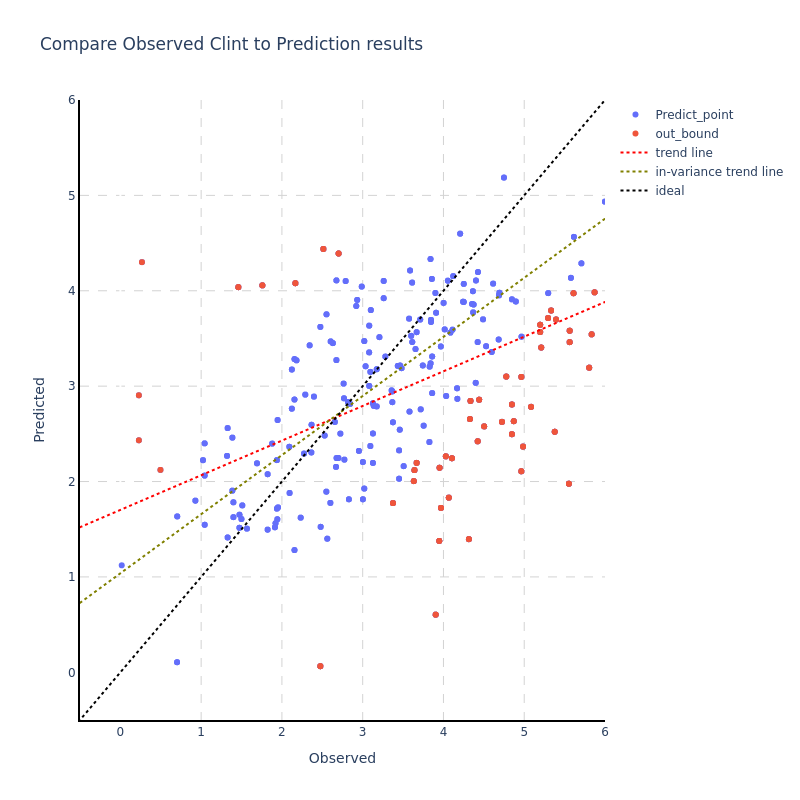 Compare Observed Clint to Prediction results
Predict_point
out_bound
trend line
in-variance trend line
ideal
6
5
4
3
2
1
0
Predicted
0 1 2 3 4 5 6
Observed